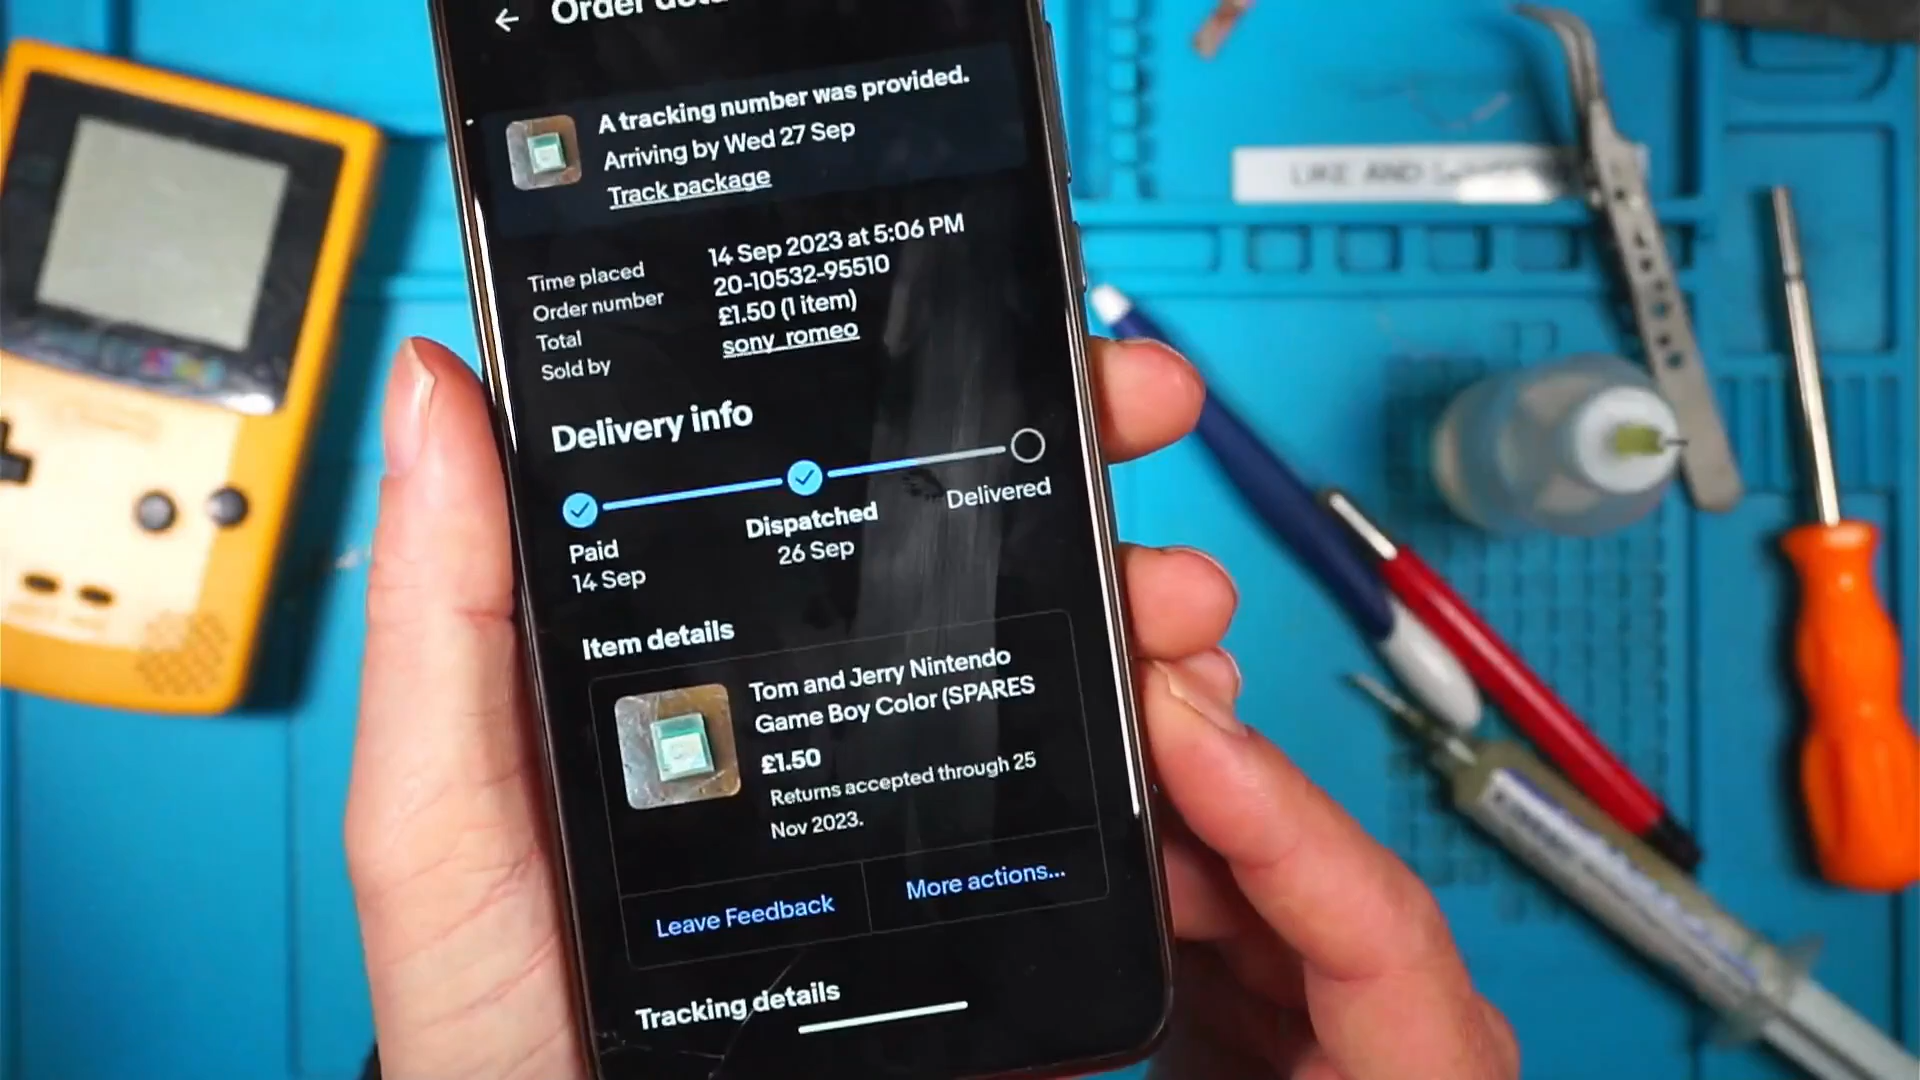 Order
A tracking number was provided.
Arriving by Wed 27 Sep
Track package
Time placed 14 Sep 2023 at 5:06 PM
Order number 20-10532-95510
Total £1.50 (1 item)
Sold by sony_romeo
Delivery info
Paid
14 Sep
Dispatched
26 Sep
Delivered
Item details
Tom and Jerry Nintendo
Game Boy Color (SPARES
£1.50
Returns accepted through 25
Nov 2023.
Leave Feedback
More actions...
Tracking details
LIKE AND